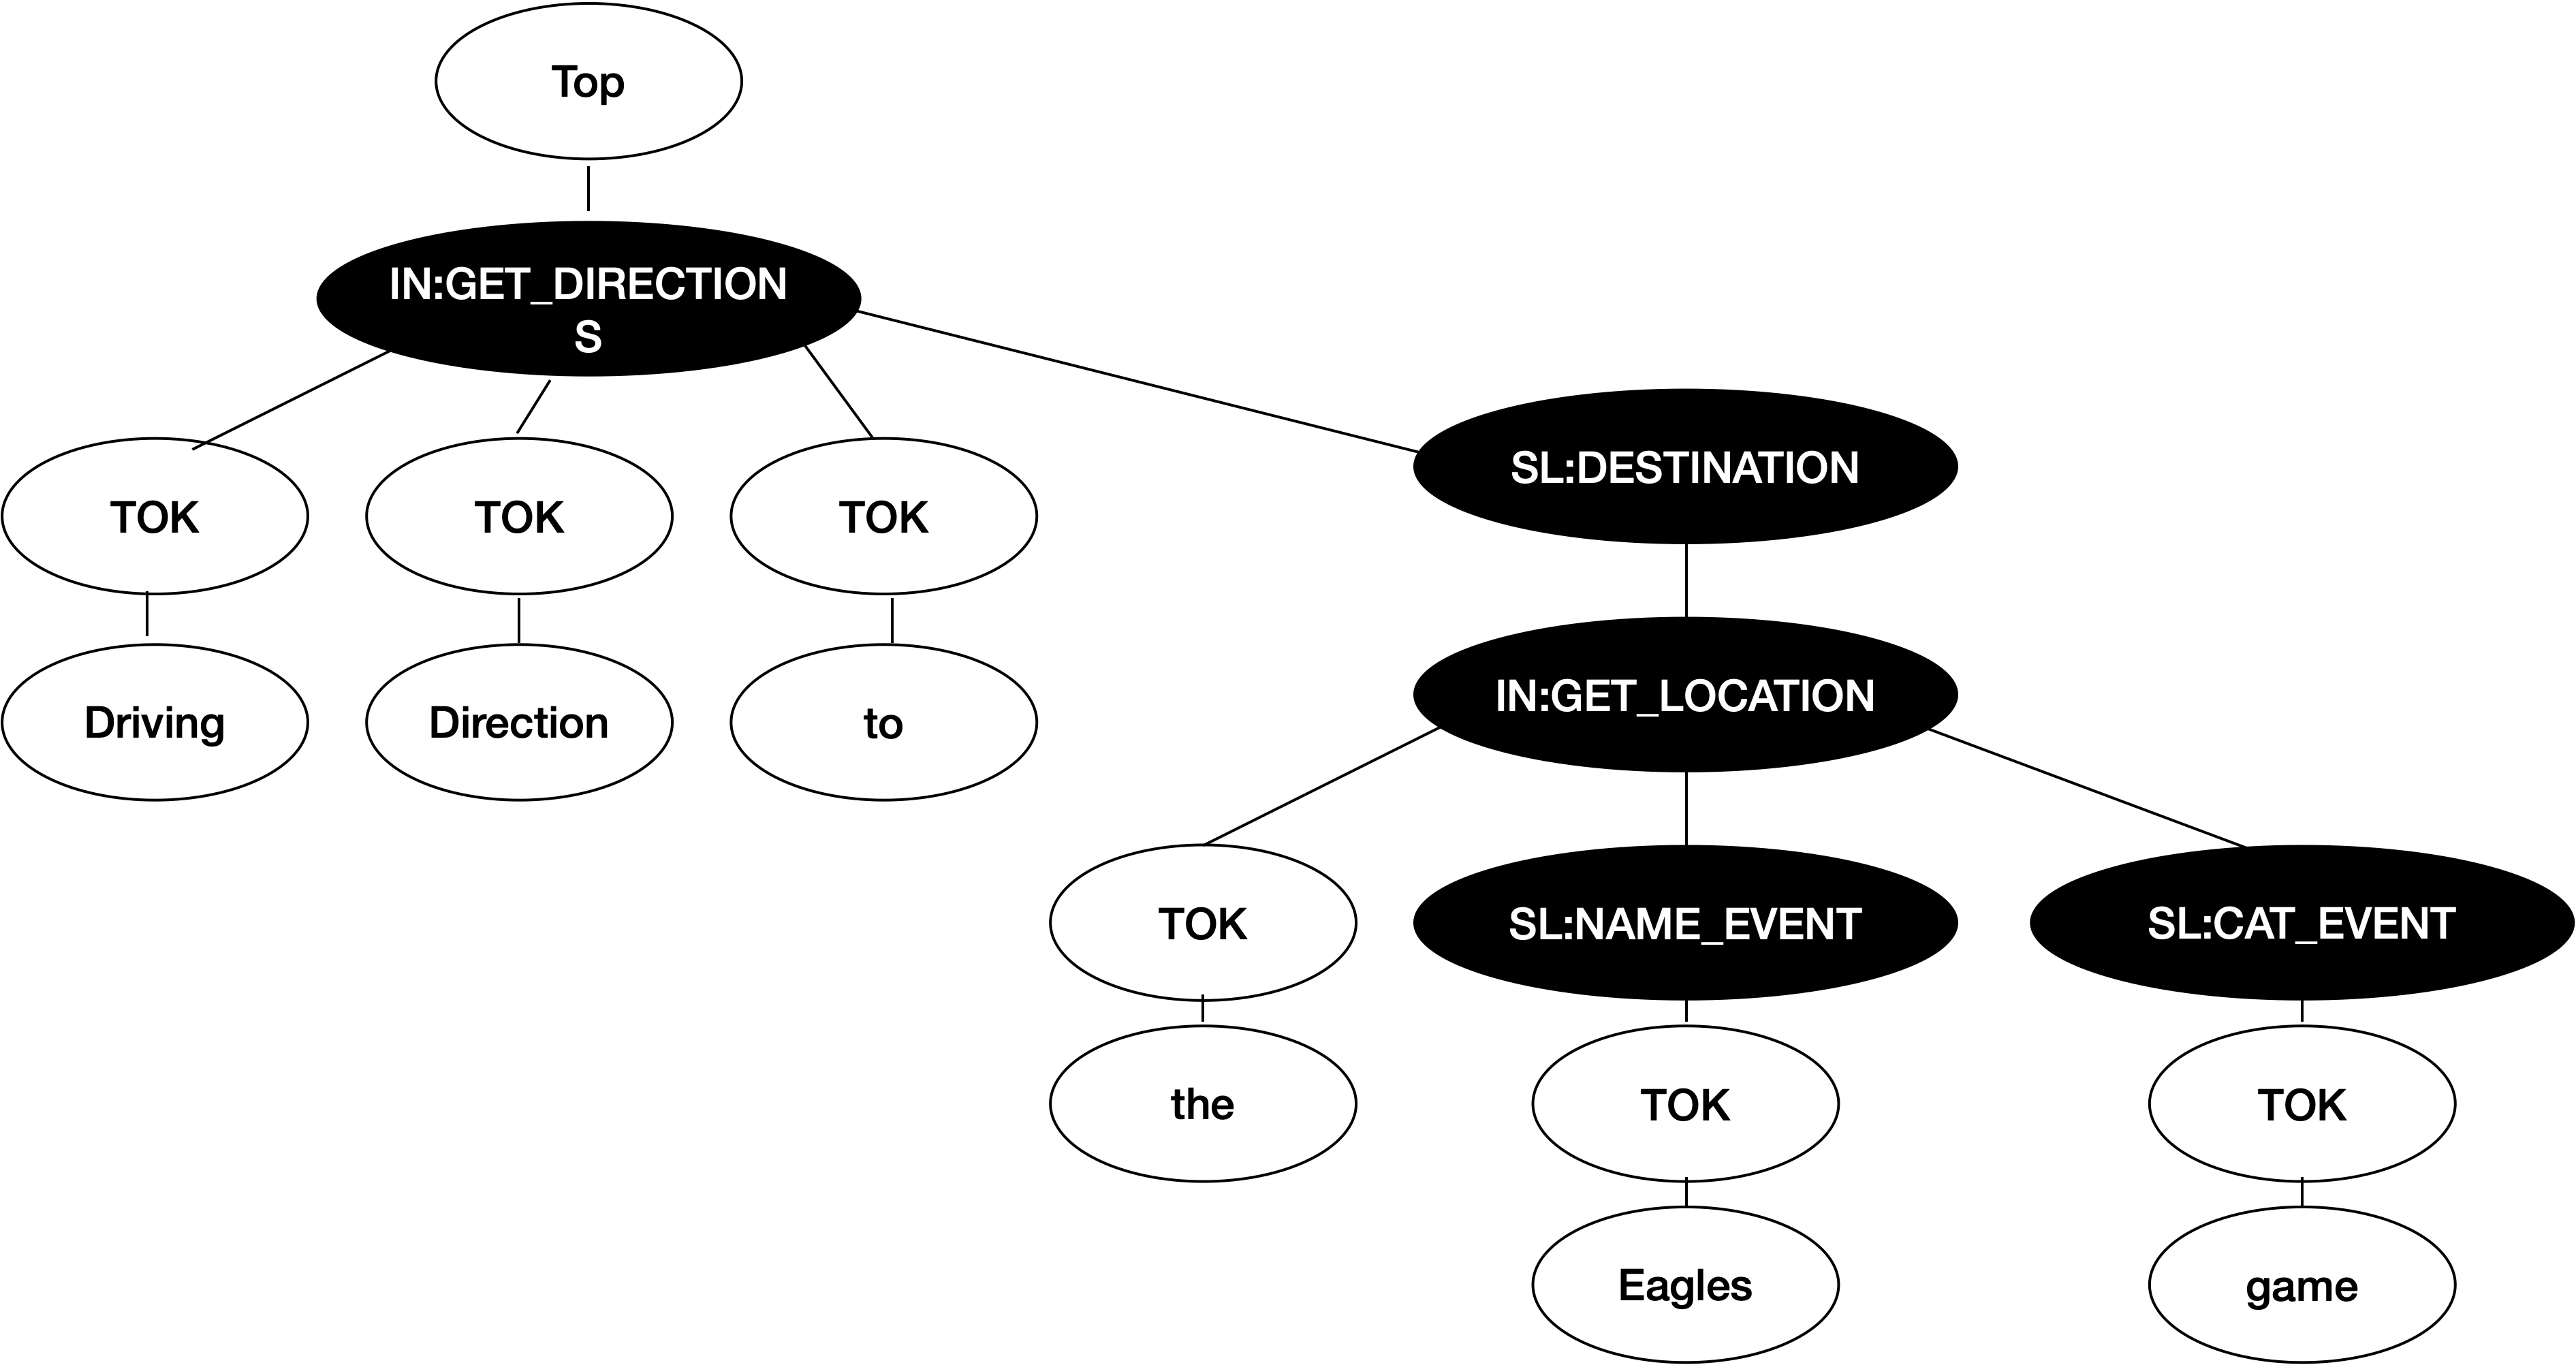 Top
IN:GET_DIRECTION
S
SL:DESTINATION
TOK
TOK
TOK
Driving
Direction
to
IN:GET_LOCATION
TOK
SL:NAME_EVENT
SL:CAT_EVENT
the
TOK
TOK
Eagles
game